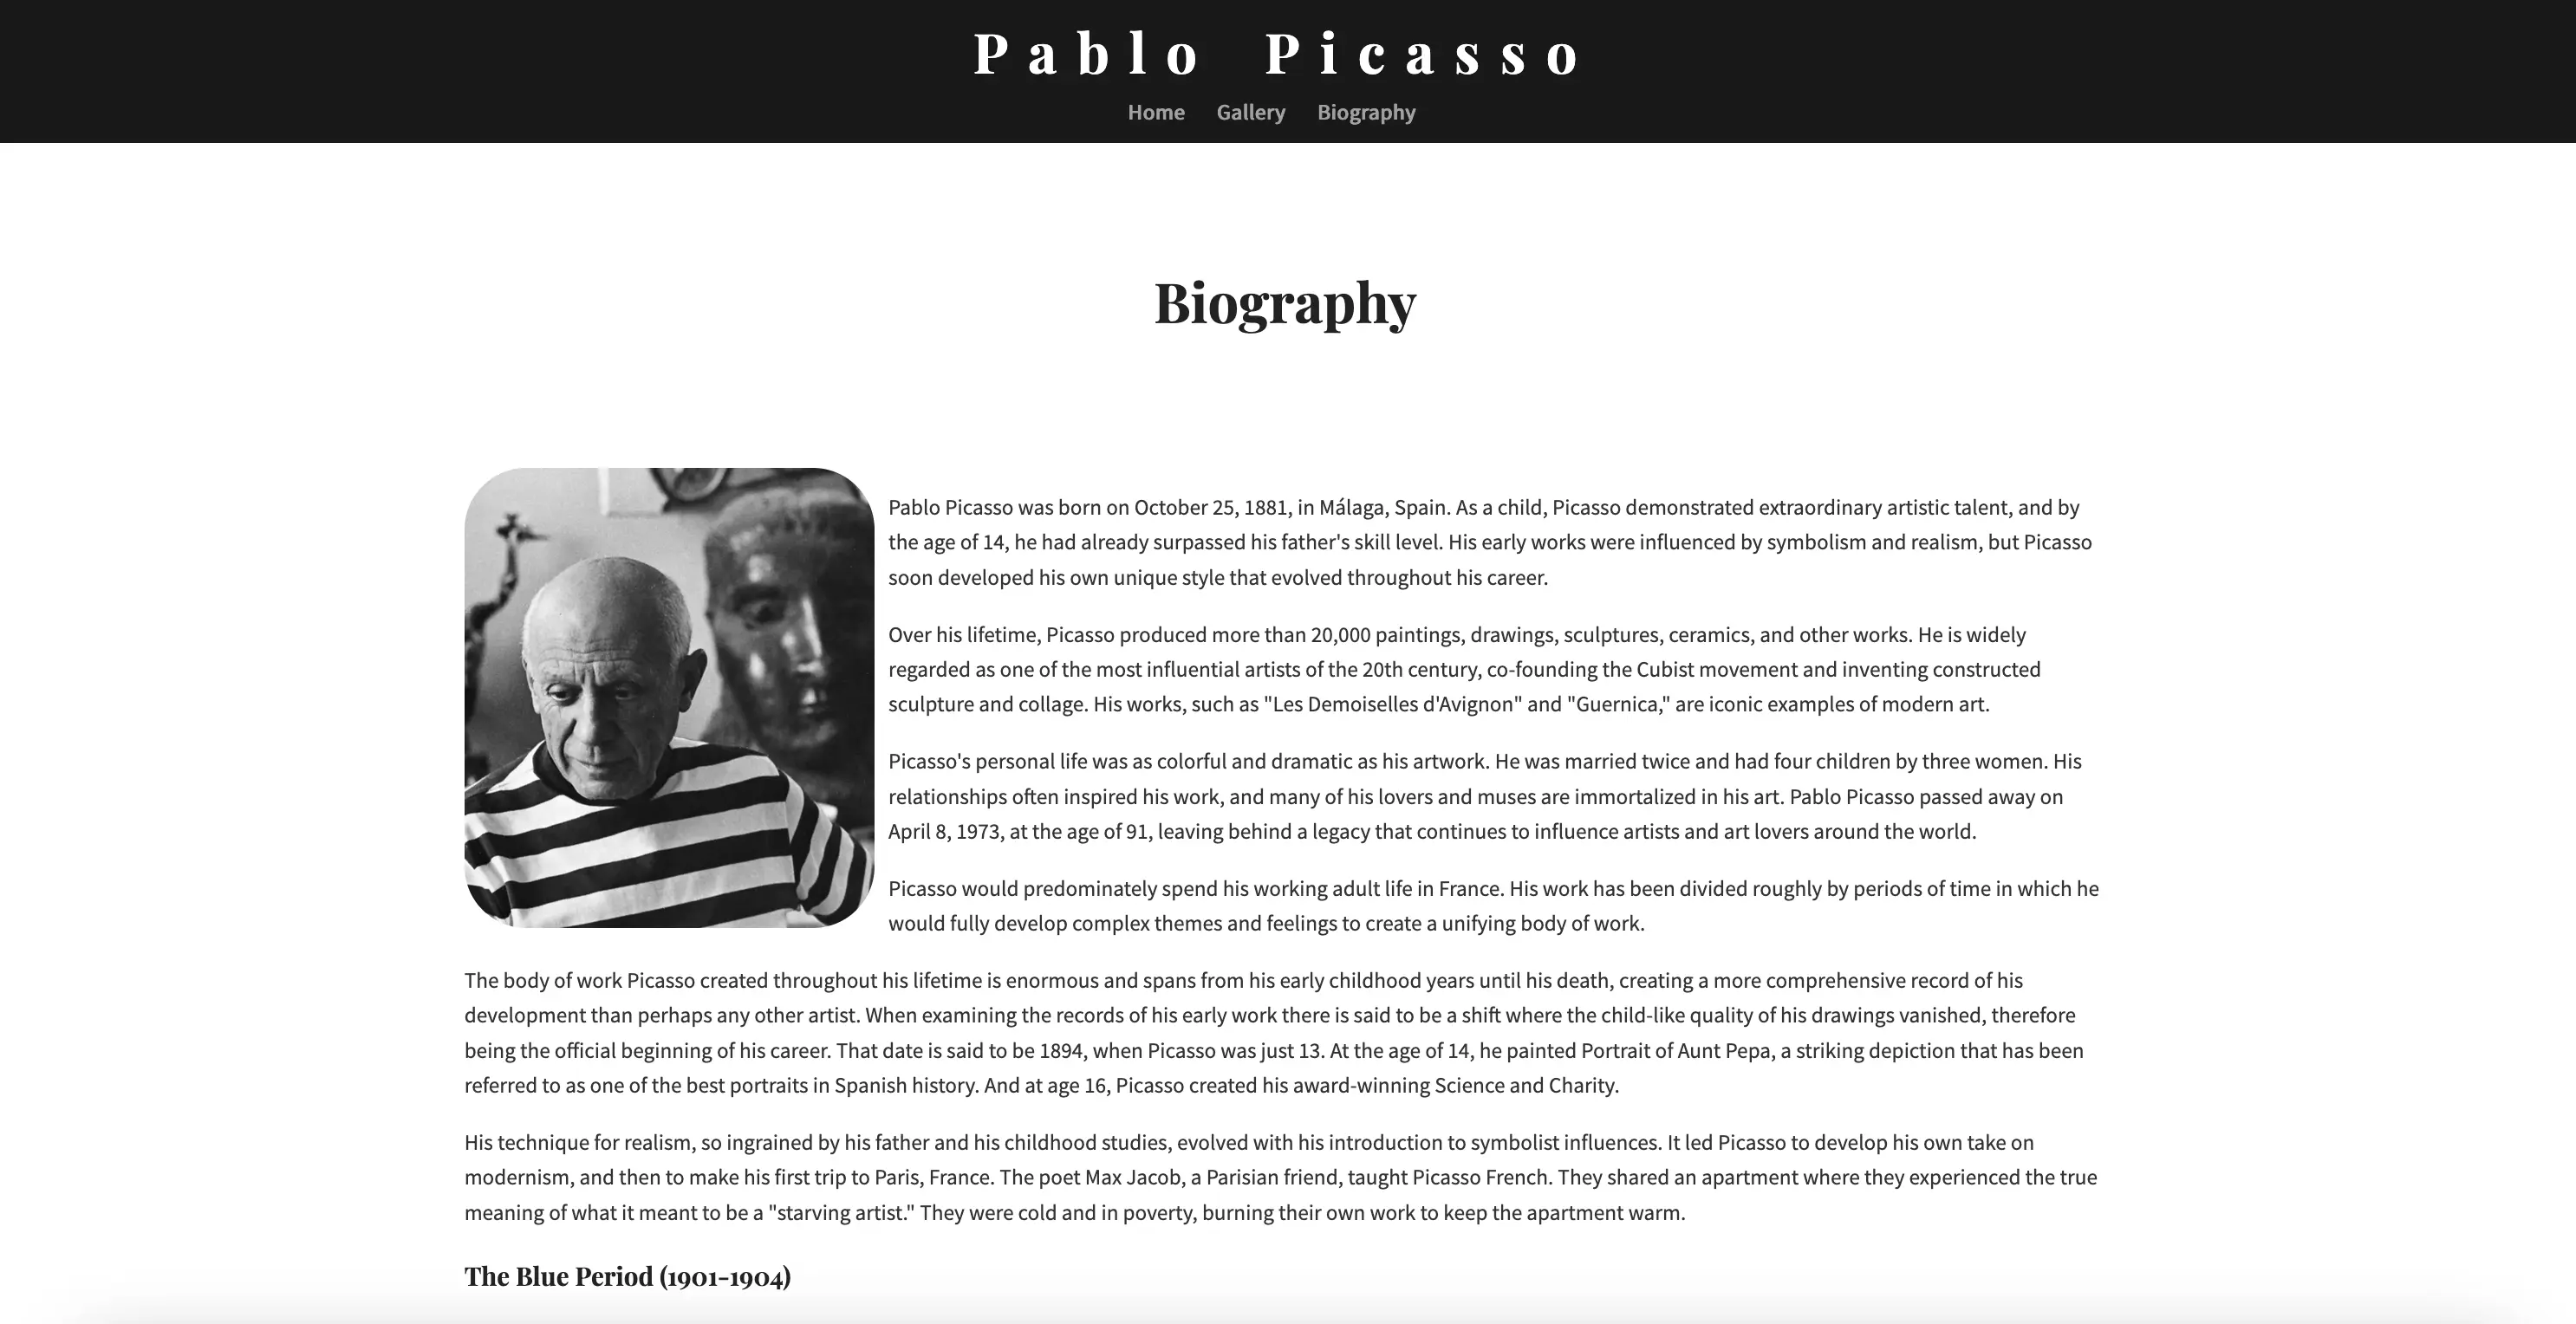 Pablo Picasso
Home Gallery Biography
Biography
Pablo Picasso was born on October 25, 1881, in Málaga, Spain. As a child, Picasso demonstrated extraordinary artistic talent, and by
the age of 14, he had already surpassed his father's skill level. His early works were influenced by symbolism and realism, but Picasso
soon developed his own unique style that evolved throughout his career.
Over his lifetime, Picasso produced more than 20,000 paintings, drawings, sculptures, ceramics, and other works. He is widely
regarded as one of the most influential artists of the 20th century, co-founding the Cubist movement and inventing constructed
sculpture and collage. His works, such as "Les Demoiselles d'Avignon" and "Guernica," are iconic examples of modern art.
Picasso's personal life was as colorful and dramatic as his artwork. He was married twice and had four children by three women. His
relationships often inspired his work, and many of his lovers and muses are immortalized in his art. Pablo Picasso passed away on
April 8, 1973, at the age of 91, leaving behind a legacy that continues to influence artists and art lovers around the world.
Picasso would predominately spend his working adult life in France. His work has been divided roughly by periods of time in which he
would fully develop complex themes and feelings to create a unifying body of work.
The body of work Picasso created throughout his lifetime is enormous and spans from his early childhood years until his death, creating a more comprehensive record of his
development than perhaps any other artist. When examining the records of his early work there is said to be a shift where the child-like quality of his drawings vanished, therefore
being the official beginning of his career. That date is said to be 1894, when Picasso was just 13. At the age of 14, he painted Portrait of Aunt Pepa, a striking depiction that has been
referred to as one of the best portraits in Spanish history. And at age 16, Picasso created his award-winning Science and Charity.
His technique for realism, so ingrained by his father and his childhood studies, evolved with his introduction to symbolist influences. It led Picasso to develop his own take on
modernism, and then to make his first trip to Paris, France. The poet Max Jacob, a Parisian friend, taught Picasso French. They shared an apartment where they experienced the true
meaning of what it meant to be a "starving artist." They were cold and in poverty, burning their own work to keep the apartment warm.
The Blue Period (1901-1904)